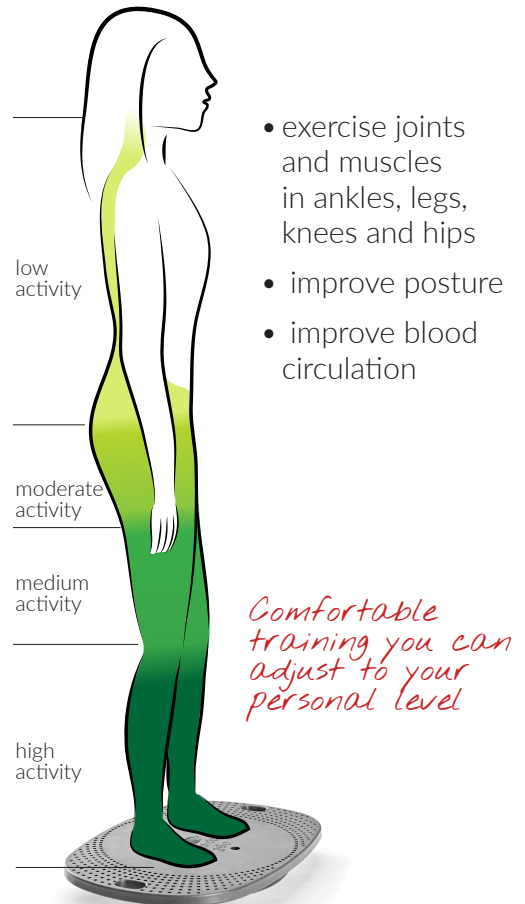 • exercise joints
and muscles
in ankles, legs,
knees and hips
• improve posture
• improve blood
circulation
low
activity
moderate
activity
medium
activity
Comfortable
training you can
adjust to your
personal level
high
activity